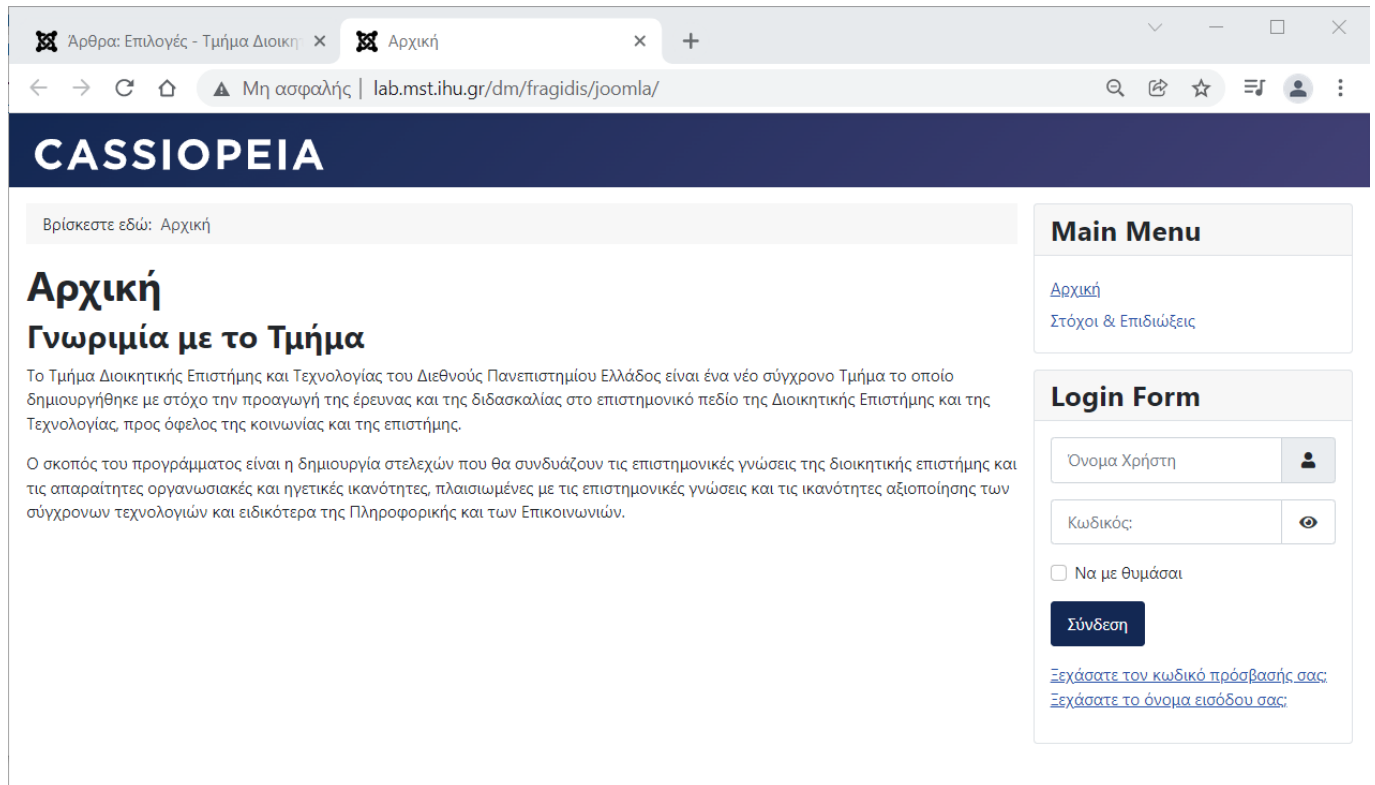 Άρθρα: Επιλογές - Τμήμα Διοικη
Αρχική
Μη ασφαλής | lab.mst.ihu.gr/dm/fragidis/joomla/
CASSIOPEIA
Βρίσκεστε εδώ: Αρχική
Αρχική
Γνωριμία με το Τμήμα
Το Τμήμα Διοικητικής Επιστήμης και Τεχνολογίας του Διεθνούς Πανεπιστημίου Ελλάδος είναι ένα νέο σύγχρονο Τμήμα το οποίο
δημιουργήθηκε με στόχο την προαγωγή της έρευνας και της διδασκαλίας στο επιστημονικό πεδίο της Διοικητικής Επιστήμης και της
Τεχνολογίας, προς όφελος της κοινωνίας και της επιστήμης.
Ο σκοπός του προγράμματος είναι η δημιουργία στελεχών που θα συνδυάζουν τις επιστημονικές γνώσεις της διοικητικής επιστήμης και
τις απαραίτητες οργανωσιακές και ηγετικές ικανότητες, πλαισιωμένες με τις επιστημονικές γνώσεις και τις ικανότητες αξιοποίησης των
σύγχρονων τεχνολογιών και ειδικότερα της Πληροφορικής και των Επικοινωνιών.
Main Menu
Αρχική
Στόχοι & Επιδιώξεις
Login Form
Όνομα Χρήστη
Κωδικός:
Να με θυμάσαι
Σύνδεση
Ξεχάσατε τον κωδικό πρόσβασής σας;
Ξεχάσατε το όνομα εισόδου σας;